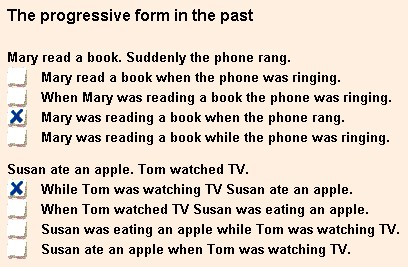 The progressive form in the past
Mary read a book. Suddenly the phone rang.
Mary read a book when the phone was ringing.
When Mary was reading a book the phone was ringing.
Mary was reading a book when the phone rang.
Mary was reading a book while the phone was ringing.
Susan ate an apple. Tom watched TV.
While Tom was watching TV Susan ate an apple.
When Tom watched TV Susan was eating an apple.
Susan was eating an apple while Tom was watching TV.
Susan ate an apple when Tom was watching TV.